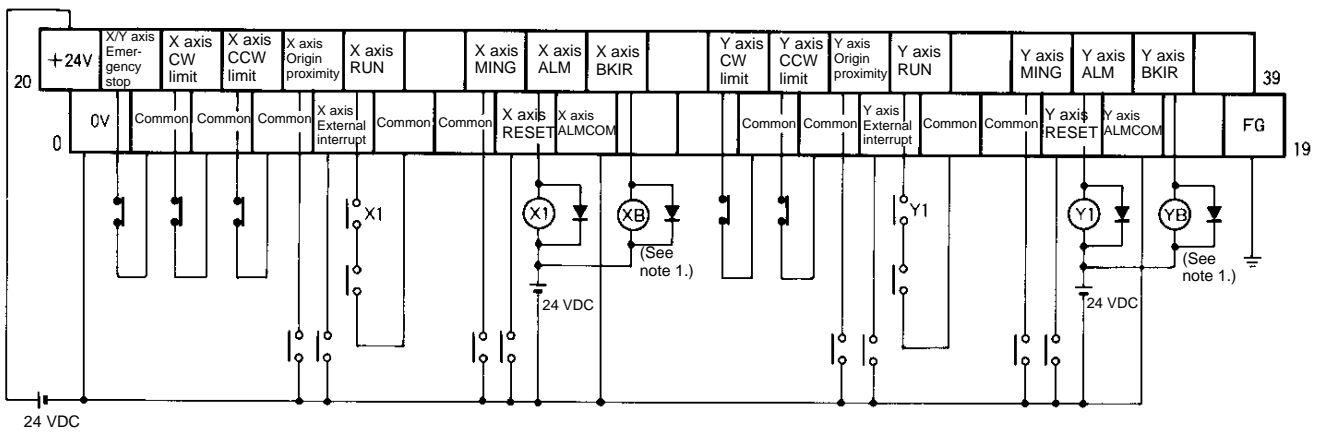 +24V
X/Y axis
Emer-
gency
stop
X axis
CW
limit
X axis
CCW
limit
X axis
Origin
proximity
X axis
RUN
X axis
MING
X axis
ALM
X axis
BKIR
Y axis
CW
limit
Y axis
CCW
limit
Y axis
Origin
proximity
Y axis
RUN
Y axis
MING
Y axis
ALM
Y axis
BKIR
20
39
0V
Common
Common
Common
X axis
External
interrupt
Common
Common
X axis
RESET
X axis
ALMCOM
Common
Common
Y axis
External
interrupt
Common
Common
Y axis
RESET
Y axis
ALMCOM
FG
0
19
X1
X1
XB
Y1
Y1
YB
(See
note 1.)
(See
note 1.)
24 VDC
24 VDC
24 VDC